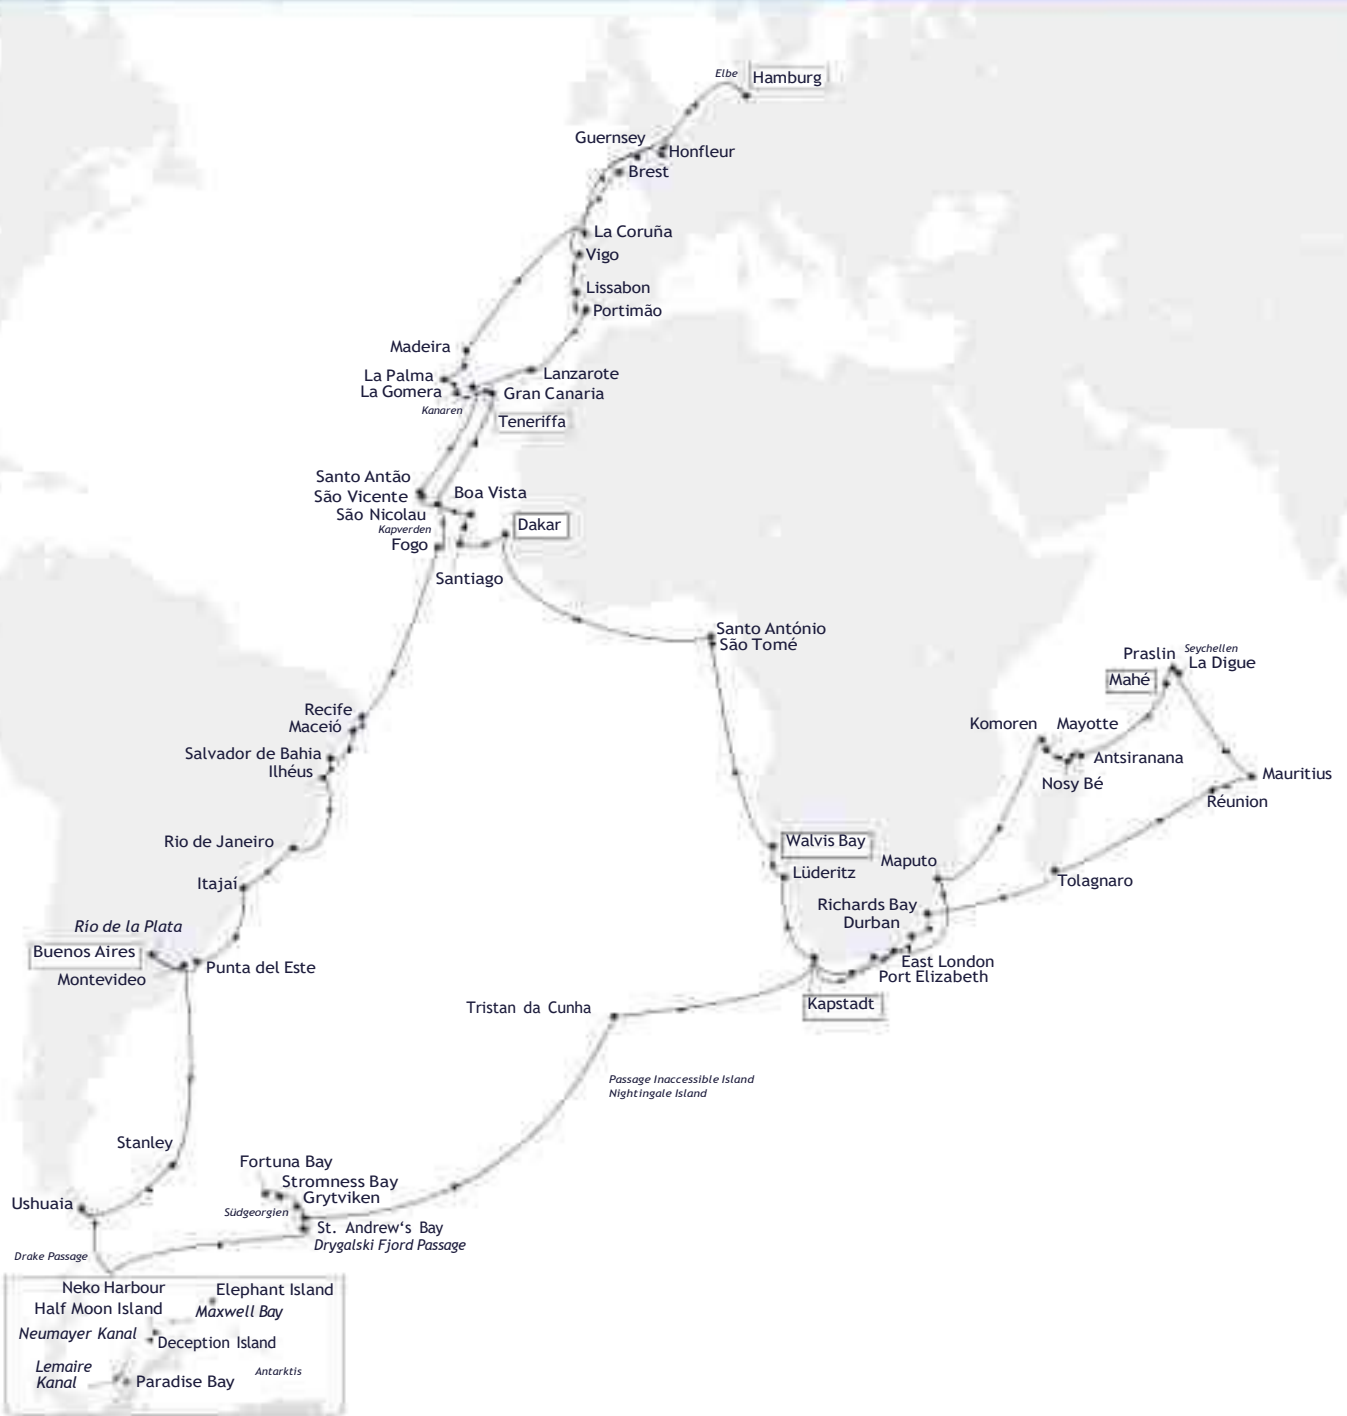 Elbe
Hamburg
Guernsey
Honfleur
Brest
La Coruña
Vigo
Lissabon
Portimão
Madeira
La Palma
Lanzarote
La Gomera
Gran Canaria
Kanaren
Teneriffa
Santo Antão
São Vicente
Boa Vista
São Nicolau
Kapverden
Dakar
Fogo
Santiago
Santo António
São Tomé
Praslin
Seychellen
La Digue
Mahé
Recife
Maceió
Komoren
Mayotte
Salvador de Bahia
Ilhéus
Antsiranana
Nosy Bé
Mauritius
Réunion
Rio de Janeiro
Walvis Bay
Maputo
Lüderitz
Itajaí
Tolagnaro
Richards Bay
Durban
Río de la Plata
Buenos Aires
Montevideo
Punta del Este
East London
Port Elizabeth
Kapstadt
Tristan da Cunha
Passage Inaccessible Island
Nightingale Island
Stanley
Fortuna Bay
Stromness Bay
Grytviken
Ushuaia
Südgeorgien
St. Andrew‘s Bay
Drygalski Fjord Passage
Drake Passage
Neko Harbour
Elephant Island
Half Moon Island
Maxwell Bay
Neumayer Kanal
Deception Island
Lemaire
Kanal
Antarktis
Paradise Bay